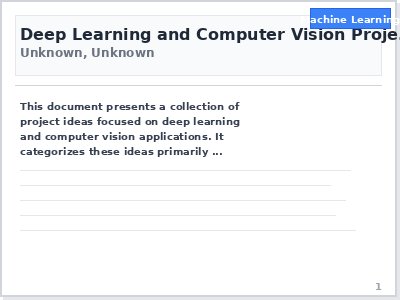 Machine Learning
Deep Learning and Computer Vision Proje...
Unknown, Unknown
This document presents a collection of
project ideas focused on deep learning
and computer vision applications. It
categorizes these ideas primarily ...
1